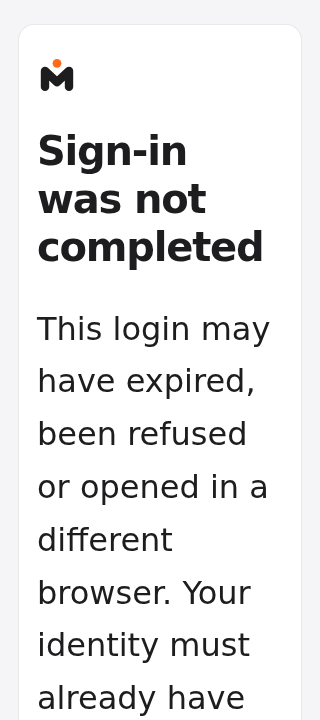 Sign-in
was not
completed
This login may
have expired,
been refused
or opened in a
different
browser. Your
identity must
already have